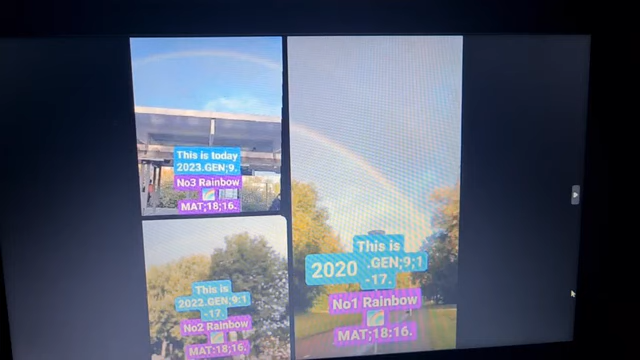 This is today
2023.GEN;9.
No3 Rainbow
MAT;18;16.
This is
2022.GEN;9:1
-17.
No2 Rainbow
MAT:18;16.
This is
2020 .GEN;9;1
-17.
No1 Rainbow
MAT;18;16.